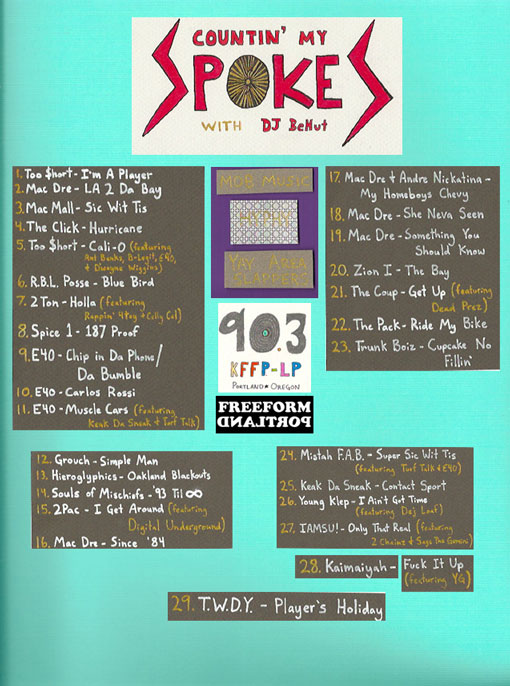 COUNTIN' MY
SPOKES
WITH DJ BeNut
1. Too $hort - I'm A Player
2. Mac Dre - LA 2 Da Bay
3. Mac Mall - Sic Wit Tis
4. The Click - Hurricane
5. Too $hort - Cali-O (featuring
Ant Banks, B-Legit, E40,
& Dwayne Wiggins)
6. R.B.L. Posse - Blue Bird
7. 2 Ton - Holla (featuring
Rappin' 4Tay & Celly Cel)
8. Spice 1 - 187 Proof
9. E40 - Chip in Da Phone/
Da Bumble
10. E40 - Carlos Rossi
11. E40 - Muscle Cars (featuring
Keak Da Sneak & Turf Talk)
MOB MUSIC
HYPHY
YAY AREA
SLAPPERS
90.3
KFFP-LP
PORTLAND OREGON
FREEFORM
PORTLAND
17. Mac Dre & Andre Nickatina -
My Homeboys Chevy
18. Mac Dre - She Neva Seen
19. Mac Dre - Something You
Should Know
20. Zion I - The Bay
21. The Coup - Get Up (featuring
Dead Prez)
22. The Pack - Ride My Bike
23. Trunk Boiz - Cupcake No
Fillin'
12. Grouch - Simple Man
13. Hieroglyphics - Oakland Blackouts
14. Souls of Mischiefs - '93 Til ∞
15. 2Pac - I Get Around (featuring
Digital Underground)
16. Mac Dre - Since '84
24. Mistah F.A.B. - Super Sic Wit Tis
(featuring Turf Talk & E40)
25. Keak Da Sneak - Contact Sport
26. Young Klep - I Ain't Got Time
(featuring Dej Loaf)
27. IAMSU! - Only That Real (featuring
2 Chainz & Sage The Gemini)
28. Kaimaiyah - Fuck It Up
(featuring YG)
29. T.W.D.Y. - Player's Holiday